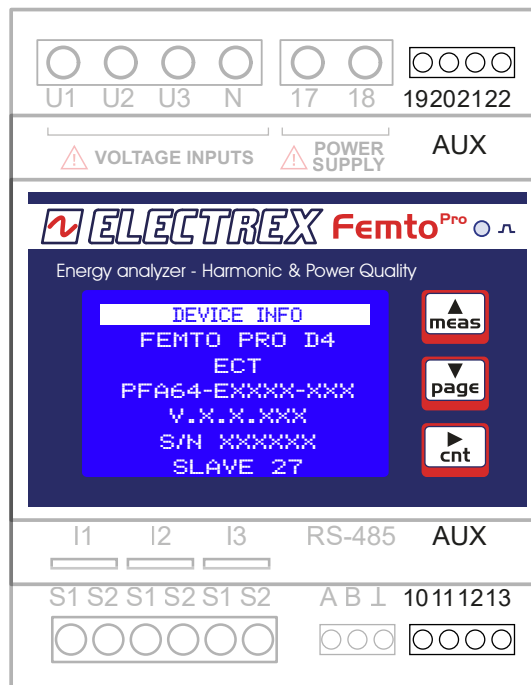 U1 U2 U3 N 17 18 19202122
VOLTAGE INPUTS POWER SUPPLY AUX
ELECTREX Femto Pro
Energy analyzer - Harmonic & Power Quality
DEVICE INFO
FEMTO PRO D4
ECT
PFA64-EXXXX-XXX
V.X.X.XXX
S/N XXXXXX
SLAVE 27
meas
page
cnt
I1 I2 I3 RS-485 AUX
S1 S2 S1 S2 S1 S2 A B ⊥ 10111213